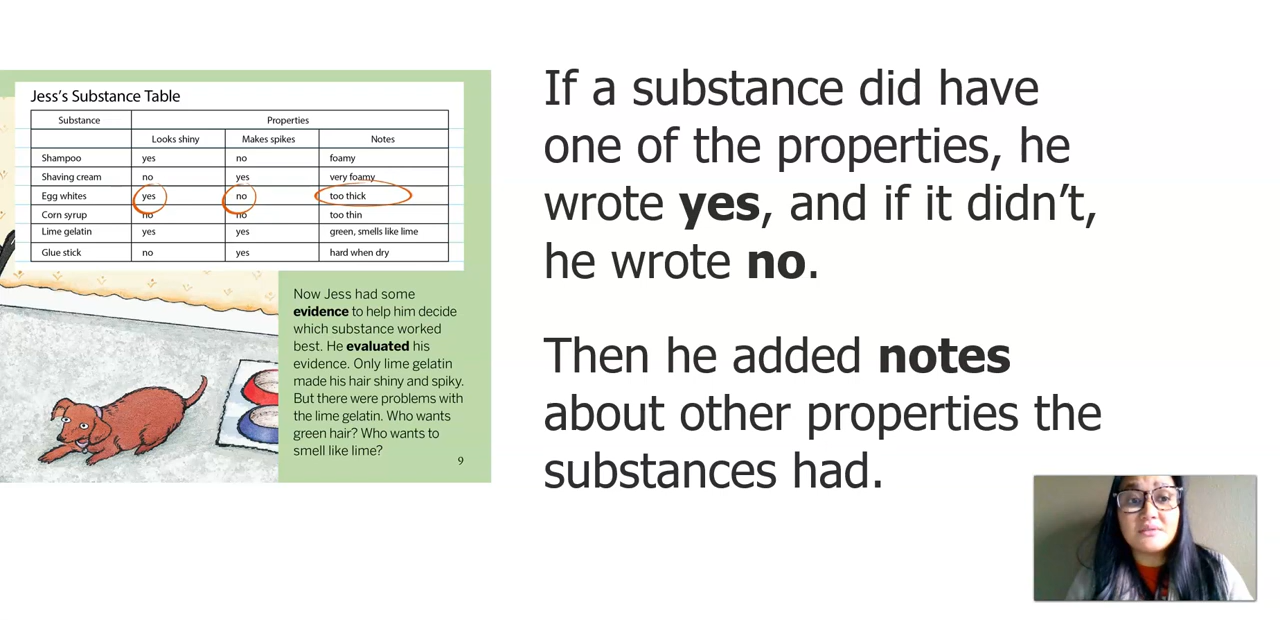 Jess's Substance Table
Substance Properties
Looks shiny Makes spikes Notes
Shampoo yes no foamy
Shaving cream no yes very foamy
Egg whites yes no too thick
Corn syrup no no too thin
Lime gelatin yes yes green, smells like lime
Glue stick no yes hard when dry
Now Jess had some
evidence to help him decide
which substance worked
best. He evaluated his
evidence. Only lime gelatin
made his hair shiny and spiky.
But there were problems with
the lime gelatin. Who wants
green hair? Who wants to
smell like lime?
9
If a substance did have
one of the properties, he
wrote yes, and if it didn't,
he wrote no.
Then he added notes
about other properties the
substances had.